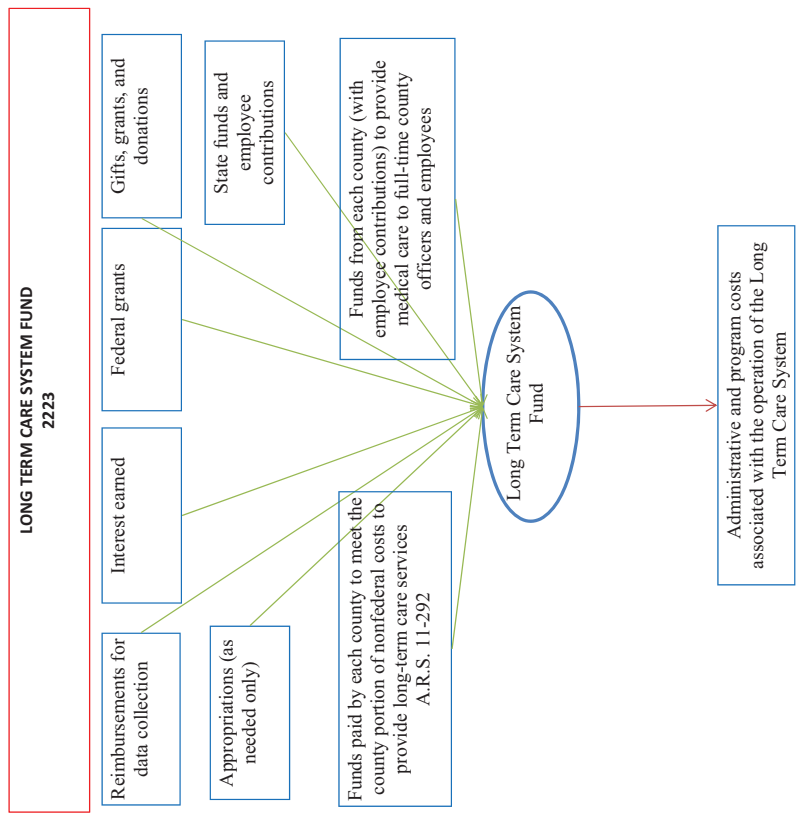 LONG TERM CARE SYSTEM FUND
2223
Reimbursements for
data collection
Interest earned
Federal grants
Gifts, grants, and
donations
Appropriations (as
needed only)
State funds and
employee
contributions
Funds paid by each county to meet the
county portion of nonfederal costs to
provide long-term care services
A.R.S. 11-292
Funds from each county (with
employee contributions) to provide
medical care to full-time county
officers and employees
Long Term Care System
Fund
Administrative and program costs
associated with the operation of the Long
Term Care System